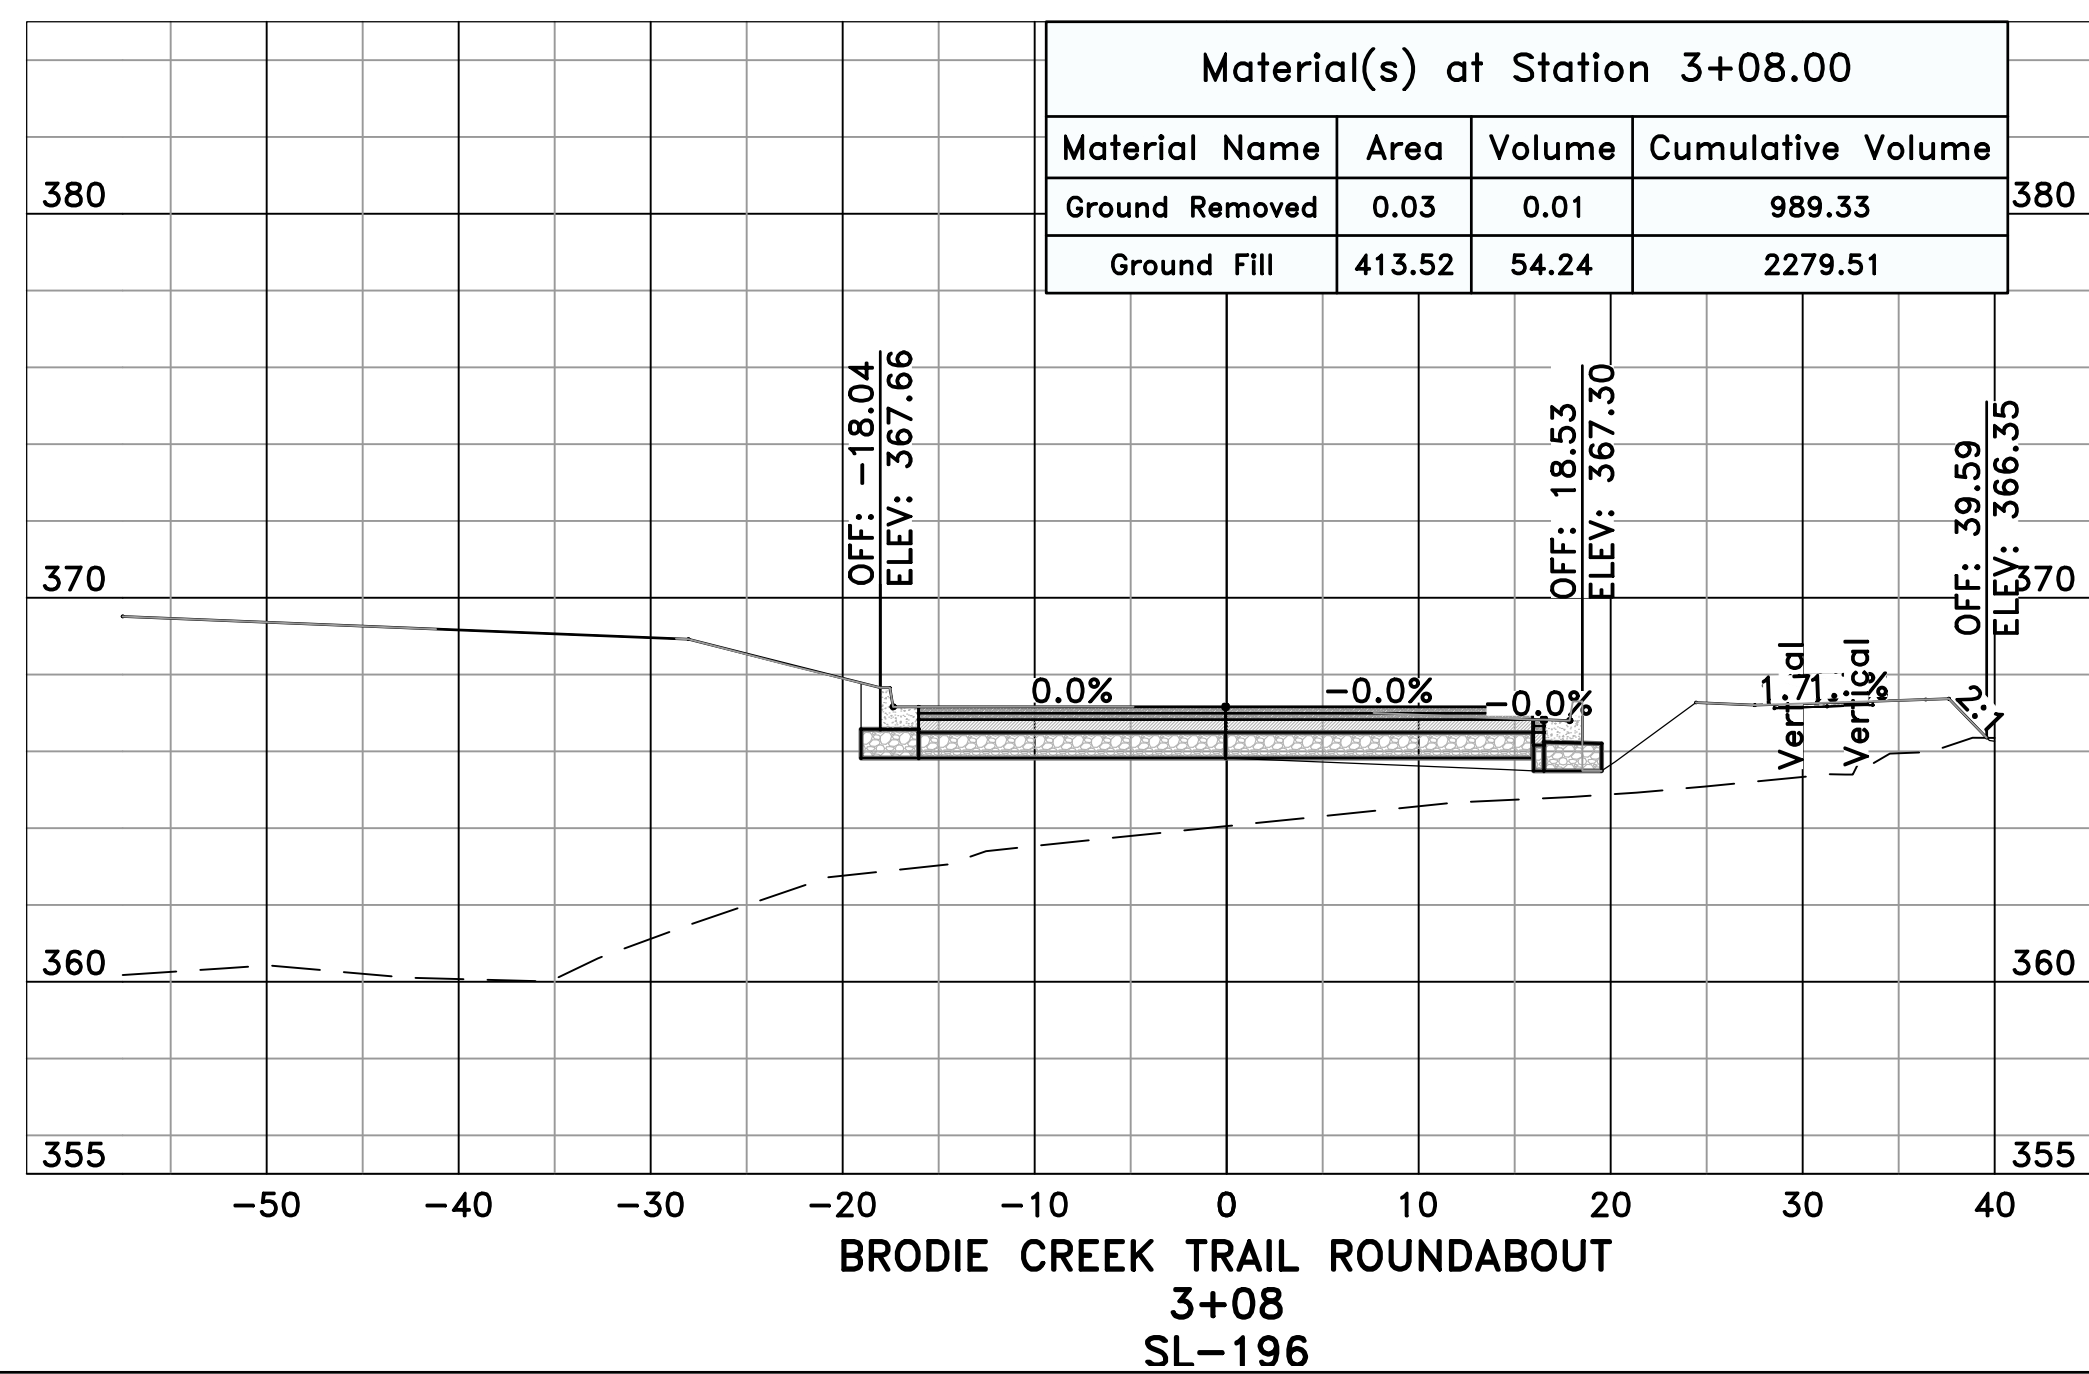 Material(s) at Station 3+08.00
Material Name Area Volume Cumulative Volume
Ground Removed 0.03 0.01 989.33
Ground Fill 413.52 54.24 2279.51
380 380
OFF: -18.04
ELEV: 367.66
OFF: 18.53
ELEV: 367.30
OFF: 39.59
ELEV: 366.35
370 370
0.0% -0.0% -0.0%
Vertical
Vertical
2:1
360 360
355 355
-50 -40 -30 -20 -10 0 10 20 30 40
BRODIE CREEK TRAIL ROUNDABOUT
3+08
SL-196